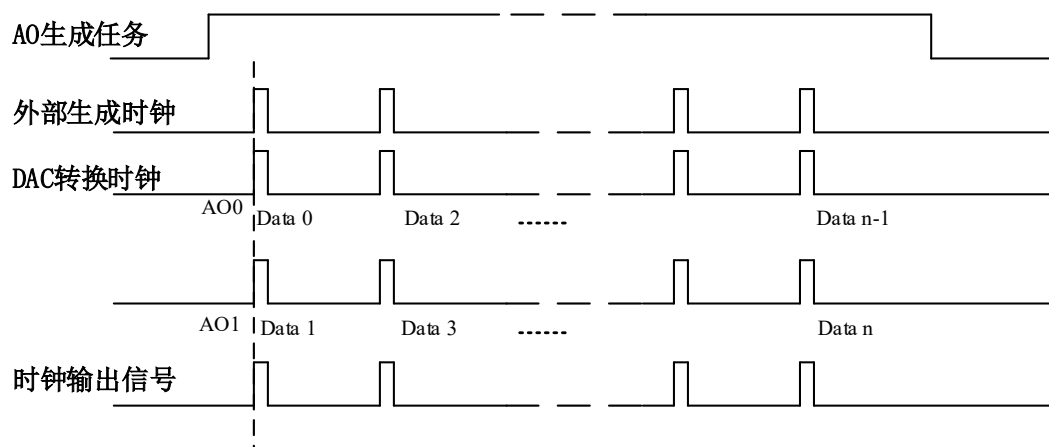 AO生成任务
外部生成时钟
DAC转换时钟
AO0 Data 0 Data 2 ...... Data n-1
AO1 Data 1 Data 3 ...... Data n
时钟输出信号